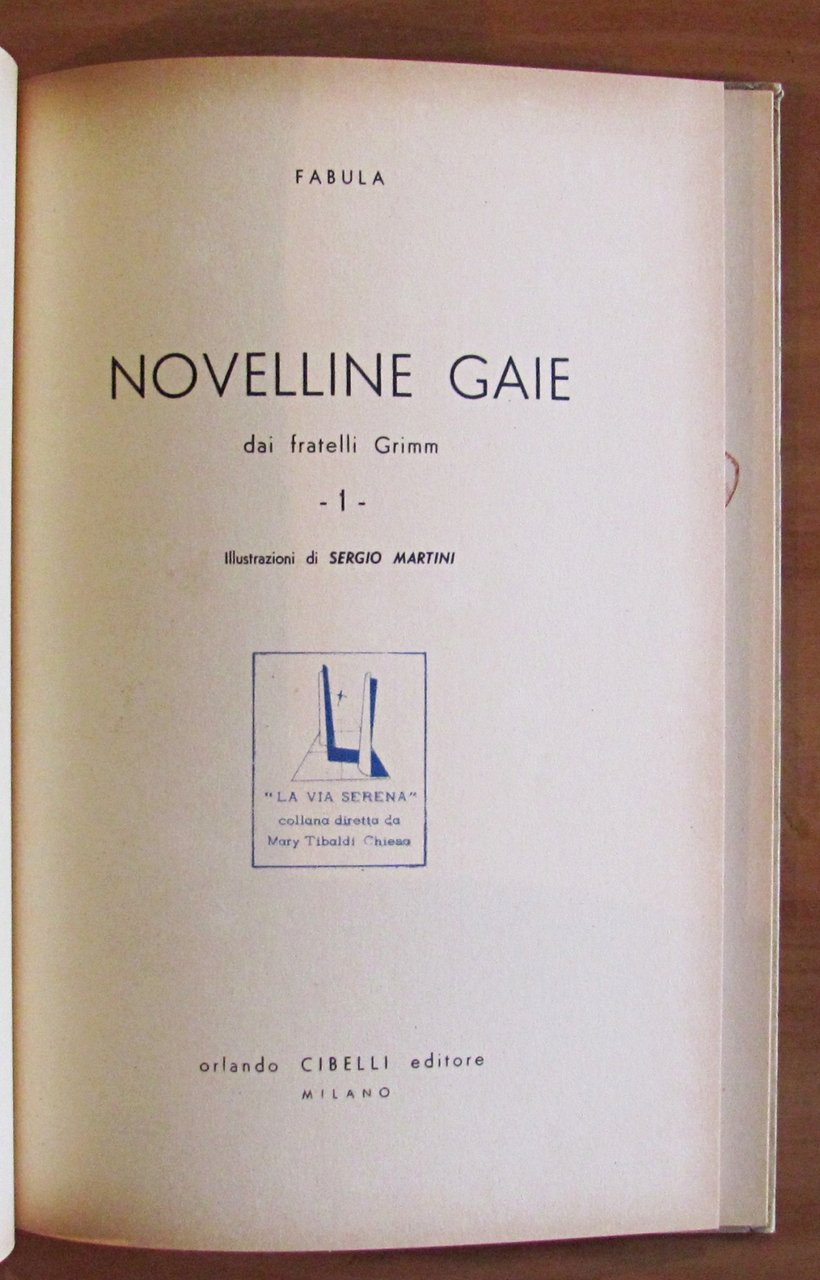 FABULA
NOVELLINE GAIE
dai fratelli Grimm
- 1 -
Illustrazioni di SERGIO MARTINI
"LA VIA SERENA"
collana diretta da
Mary Tibaldi Chiesa
orlando CIBELLI editore
MILANO